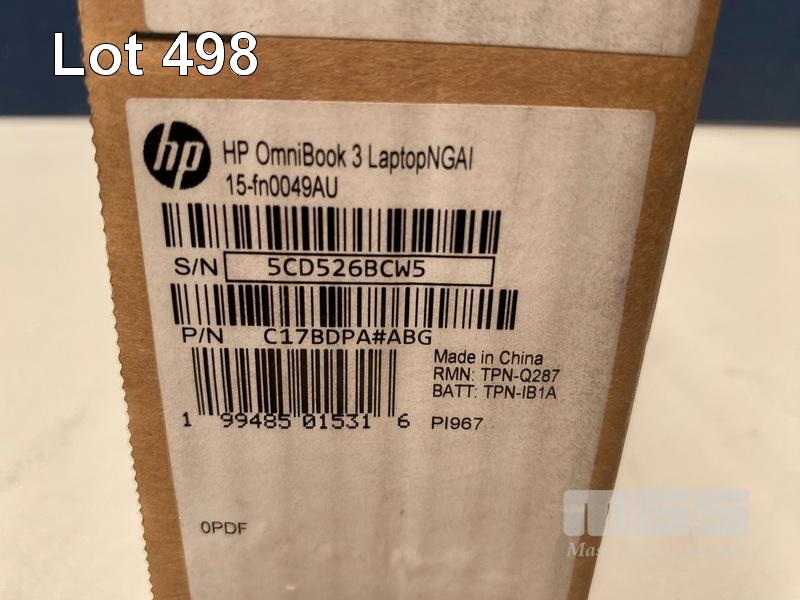 Lot 498
hp
HP OmniBook 3 LaptopNGAI
15-fn0049AU
S/N 5CD526BCW5
P/N C17BDPA#ABG
Made in China
RMN: TPN-Q287
BATT: TPN-IB1A
1 99485 01531 6
PI967
0PDF
MSS